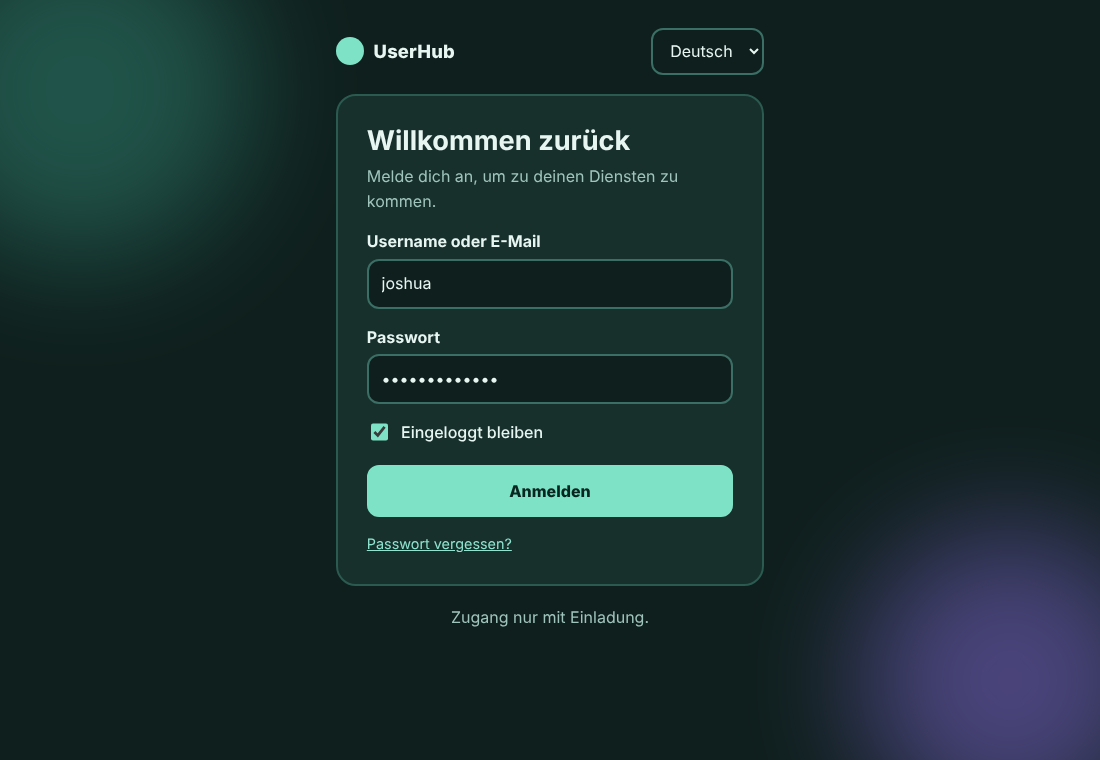 UserHub
Deutsch
Willkommen zurück
Melde dich an, um zu deinen Diensten zu
kommen.
Username oder E-Mail
joshua
Passwort
•••••••••••••
Eingeloggt bleiben
Anmelden
Passwort vergessen?
Zugang nur mit Einladung.